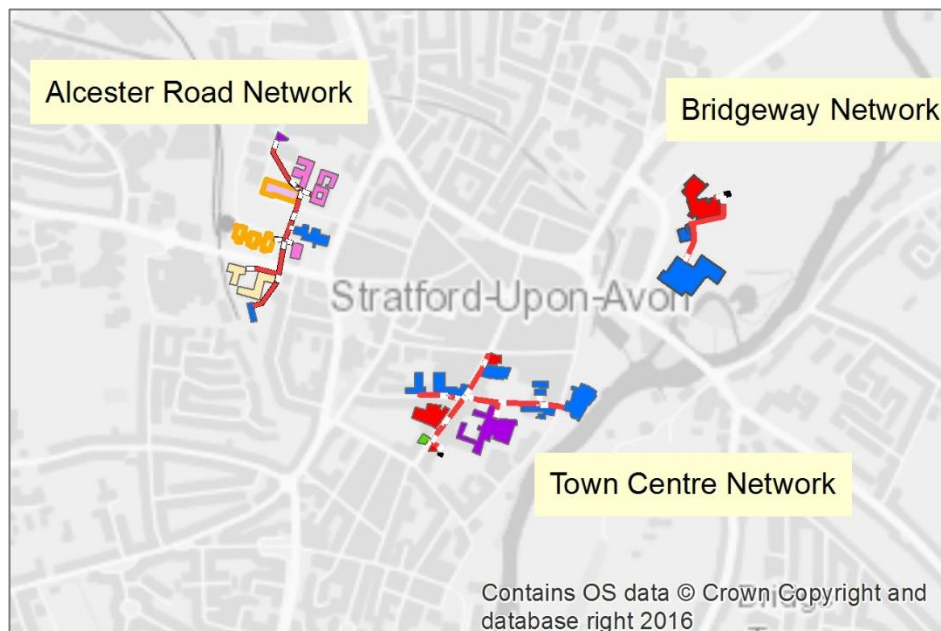 Alcester Road Network
Bridgeway Network
Stratford-Upon-Avon
Town Centre Network
Contains OS data © Crown Copyright and
database right 2016